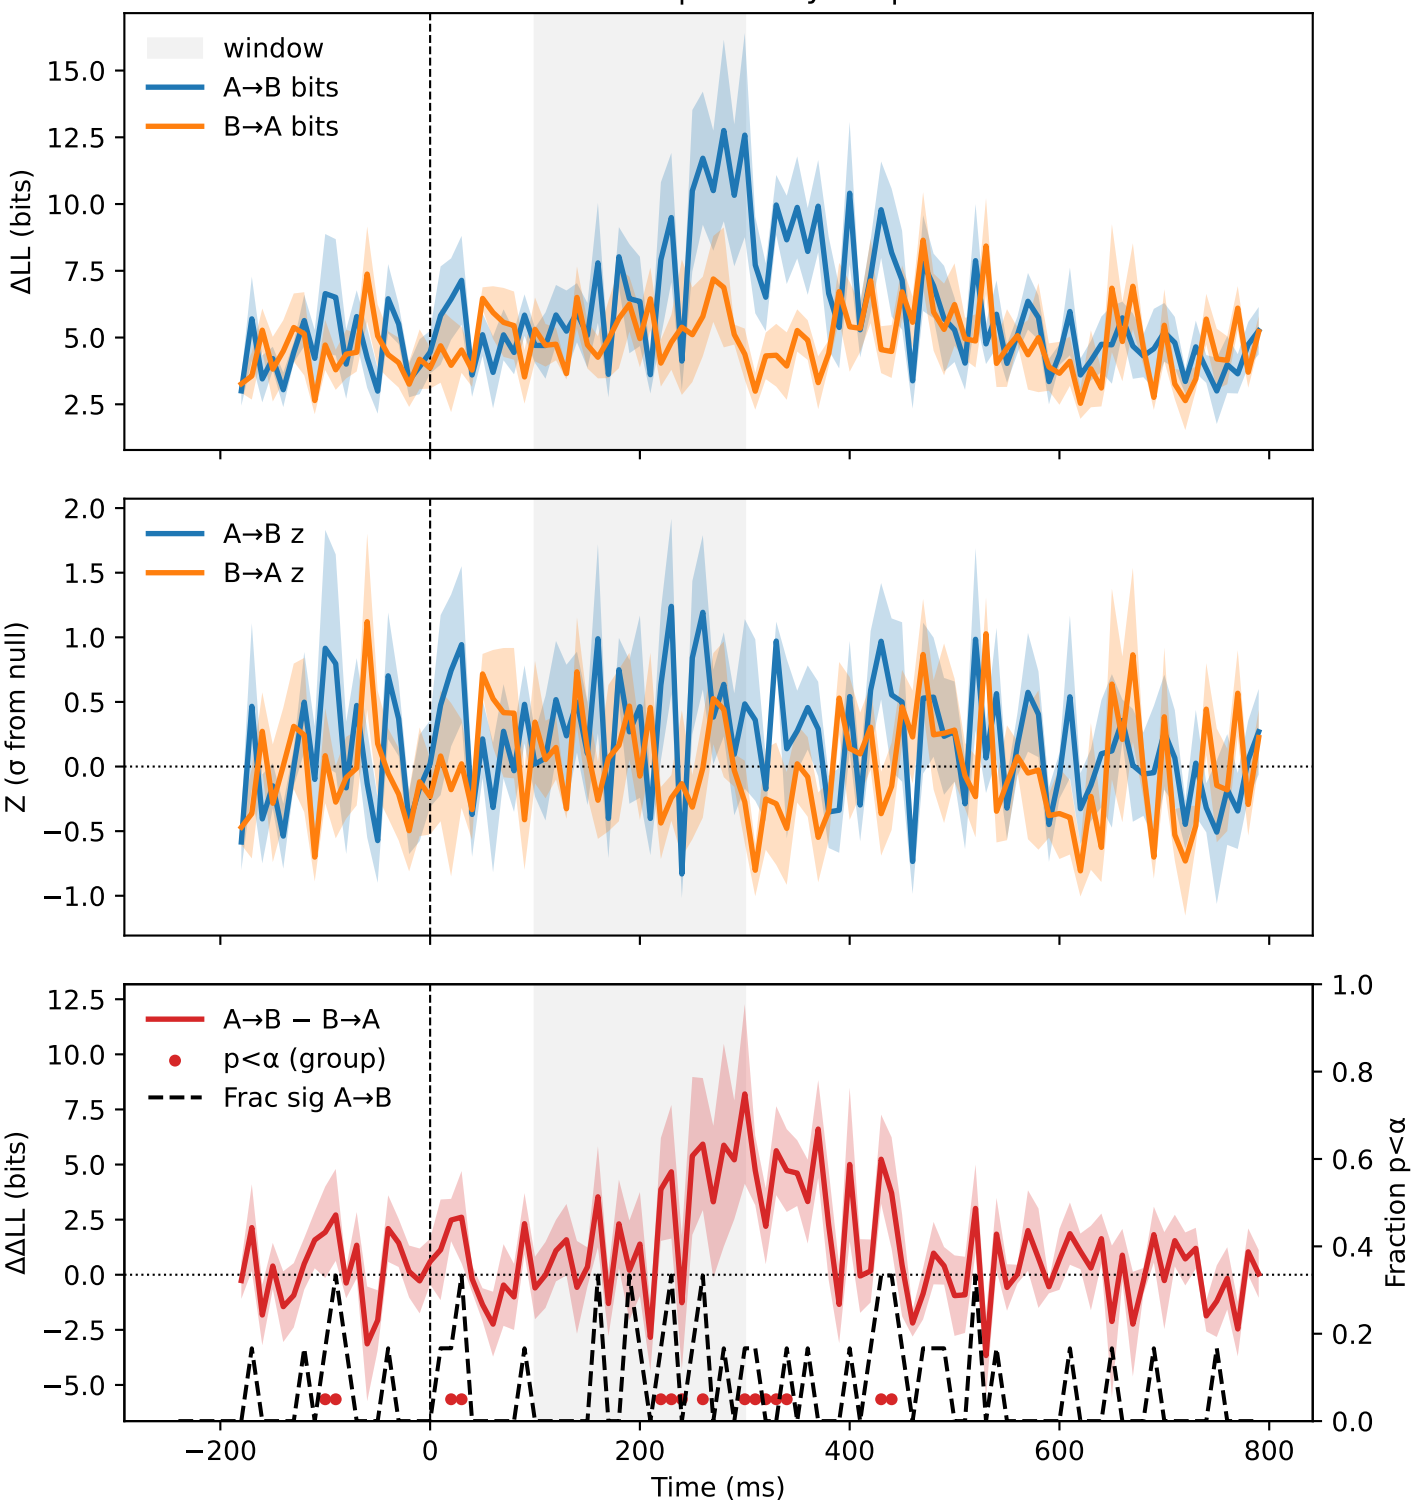 window
A→B bits
B→A bits
ΔLL (bits)
15.0
12.5
10.0
7.5
5.0
2.5
A→B z
B→A z
Z (σ from null)
2.0
1.5
1.0
0.5
0.0
−0.5
−1.0
A→B − B→A
p<α (group)
Frac sig A→B
ΔΔLL (bits)
12.5
10.0
7.5
5.0
2.5
0.0
−2.5
−5.0
1.0
0.8
0.6
0.4
0.2
0.0
Fraction p<α
−200
0
200
400
600
800
Time (ms)